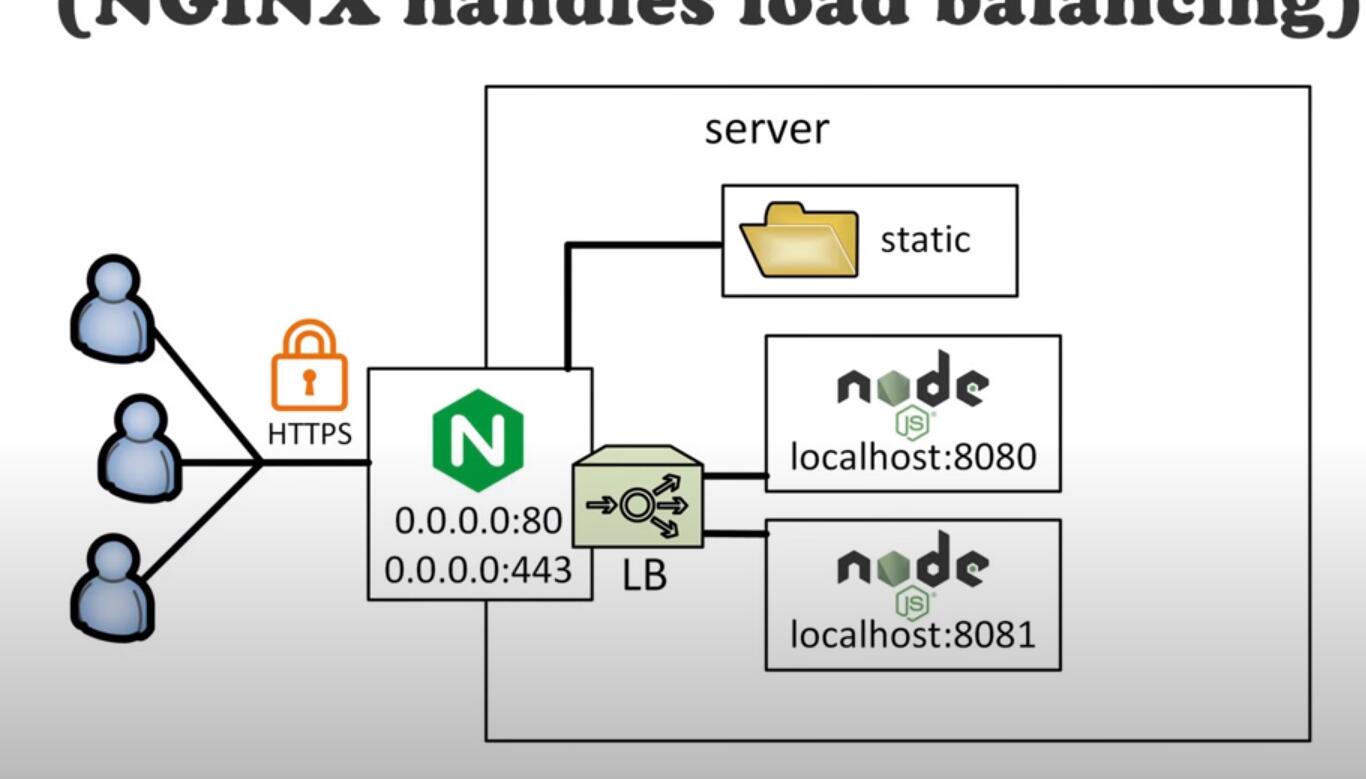 (NGINX handles load balancing)
server
static
HTTPS
N
0.0.0.0:80
0.0.0.0:443
LB
node
JS
localhost:8080
node
JS
localhost:8081